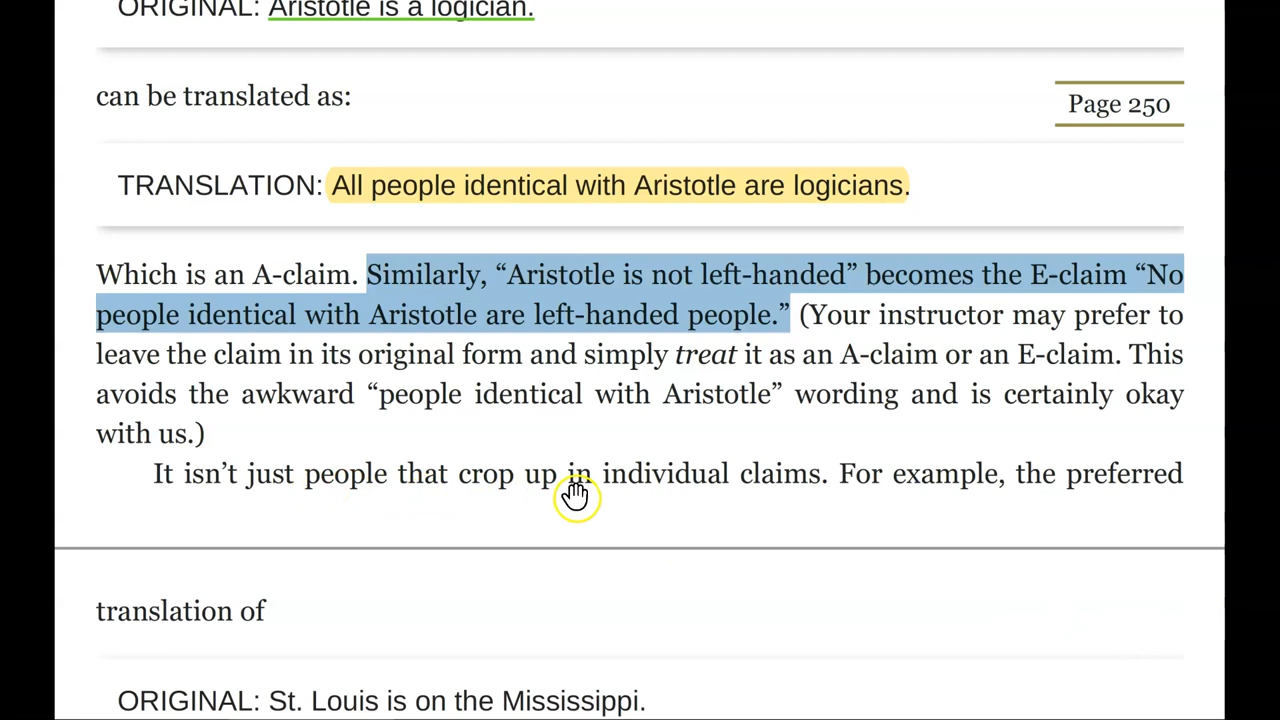 ORIGINAL: Aristotle is a logician.
can be translated as:
Page 250
TRANSLATION: All people identical with Aristotle are logicians.
Which is an A-claim. Similarly, “Aristotle is not left-handed” becomes the E-claim “No
people identical with Aristotle are left-handed people.” (Your instructor may prefer to
leave the claim in its original form and simply treat it as an A-claim or an E-claim. This
avoids the awkward “people identical with Aristotle” wording and is certainly okay
with us.)
It isn’t just people that crop up in individual claims. For example, the preferred
translation of
ORIGINAL: St. Louis is on the Mississippi.